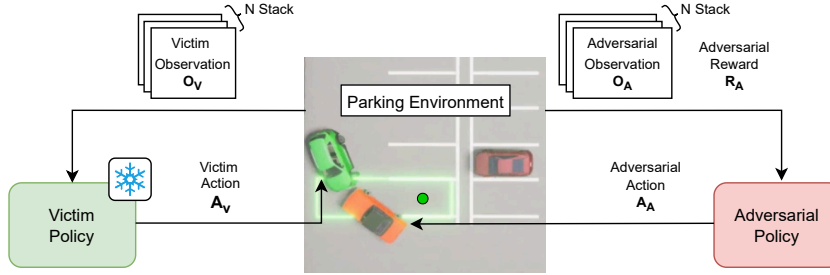 N Stack
Victim
Observation
O_V
N Stack
Adversarial
Observation
O_A
Adversarial
Reward
R_A
Parking Environment
Victim
Action
A_V
Adversarial
Action
A_A
Victim
Policy
Adversarial
Policy